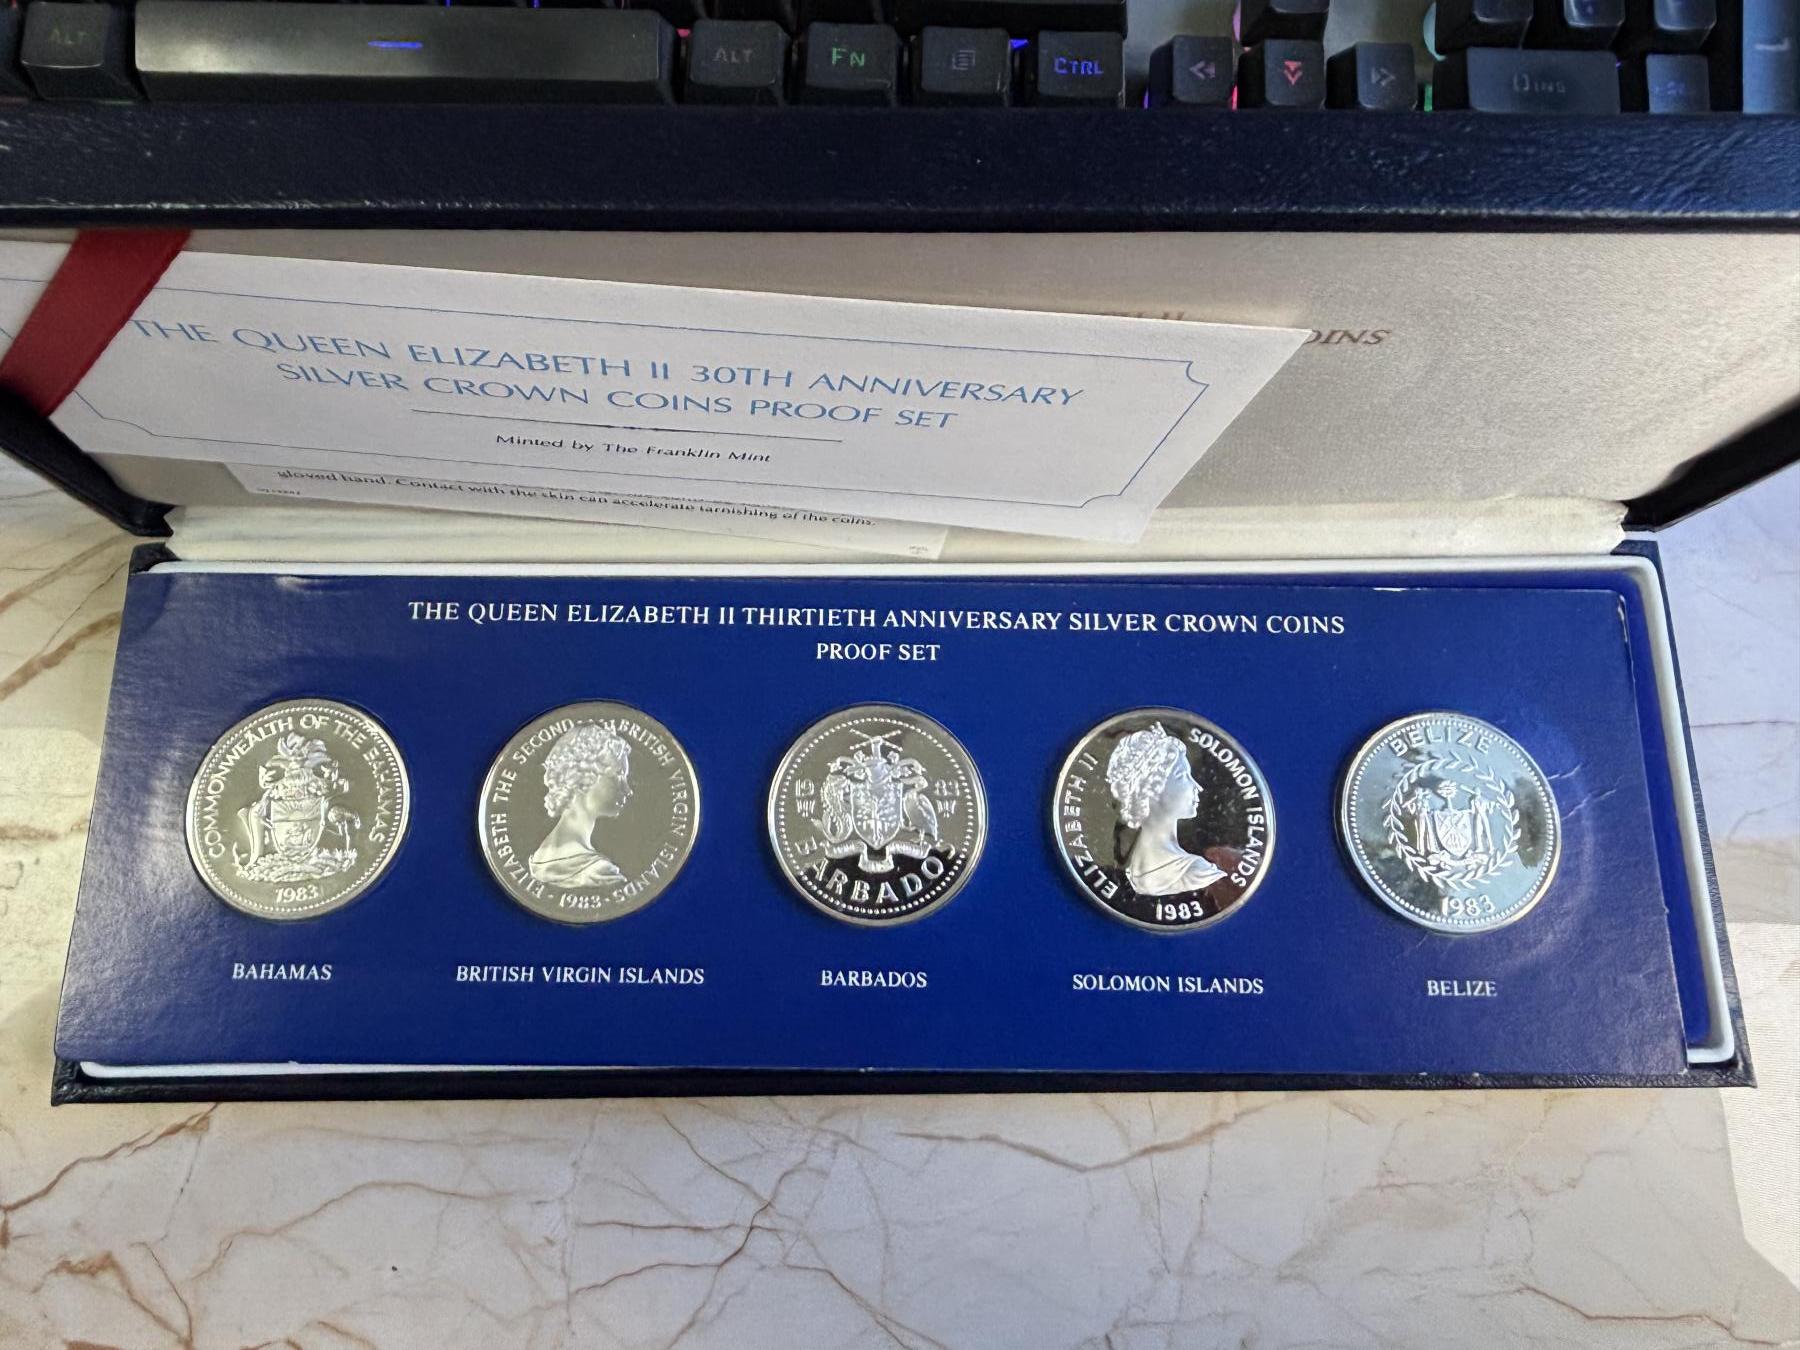 ALT
ALT
FN
CTRL
INS
OINS
THE QUEEN ELIZABETH II 30TH ANNIVERSARY
SILVER CROWN COINS PROOF SET
Minted by The Franklin Mint
gloved hand. Contact with the skin can accelerate tarnishing of the coins.
THE QUEEN ELIZABETH II THIRTIETH ANNIVERSARY SILVER CROWN COINS
PROOF SET
COMMONWEALTH OF THE BAHAMAS
1983
ELIZABETH THE SECOND BRITISH VIRGIN ISLANDS
· 1983 ·
1983
BARBADOS
ELIZABETH II SOLOMON ISLANDS
1983
BELIZE
1983
BAHAMAS
BRITISH VIRGIN ISLANDS
BARBADOS
SOLOMON ISLANDS
BELIZE